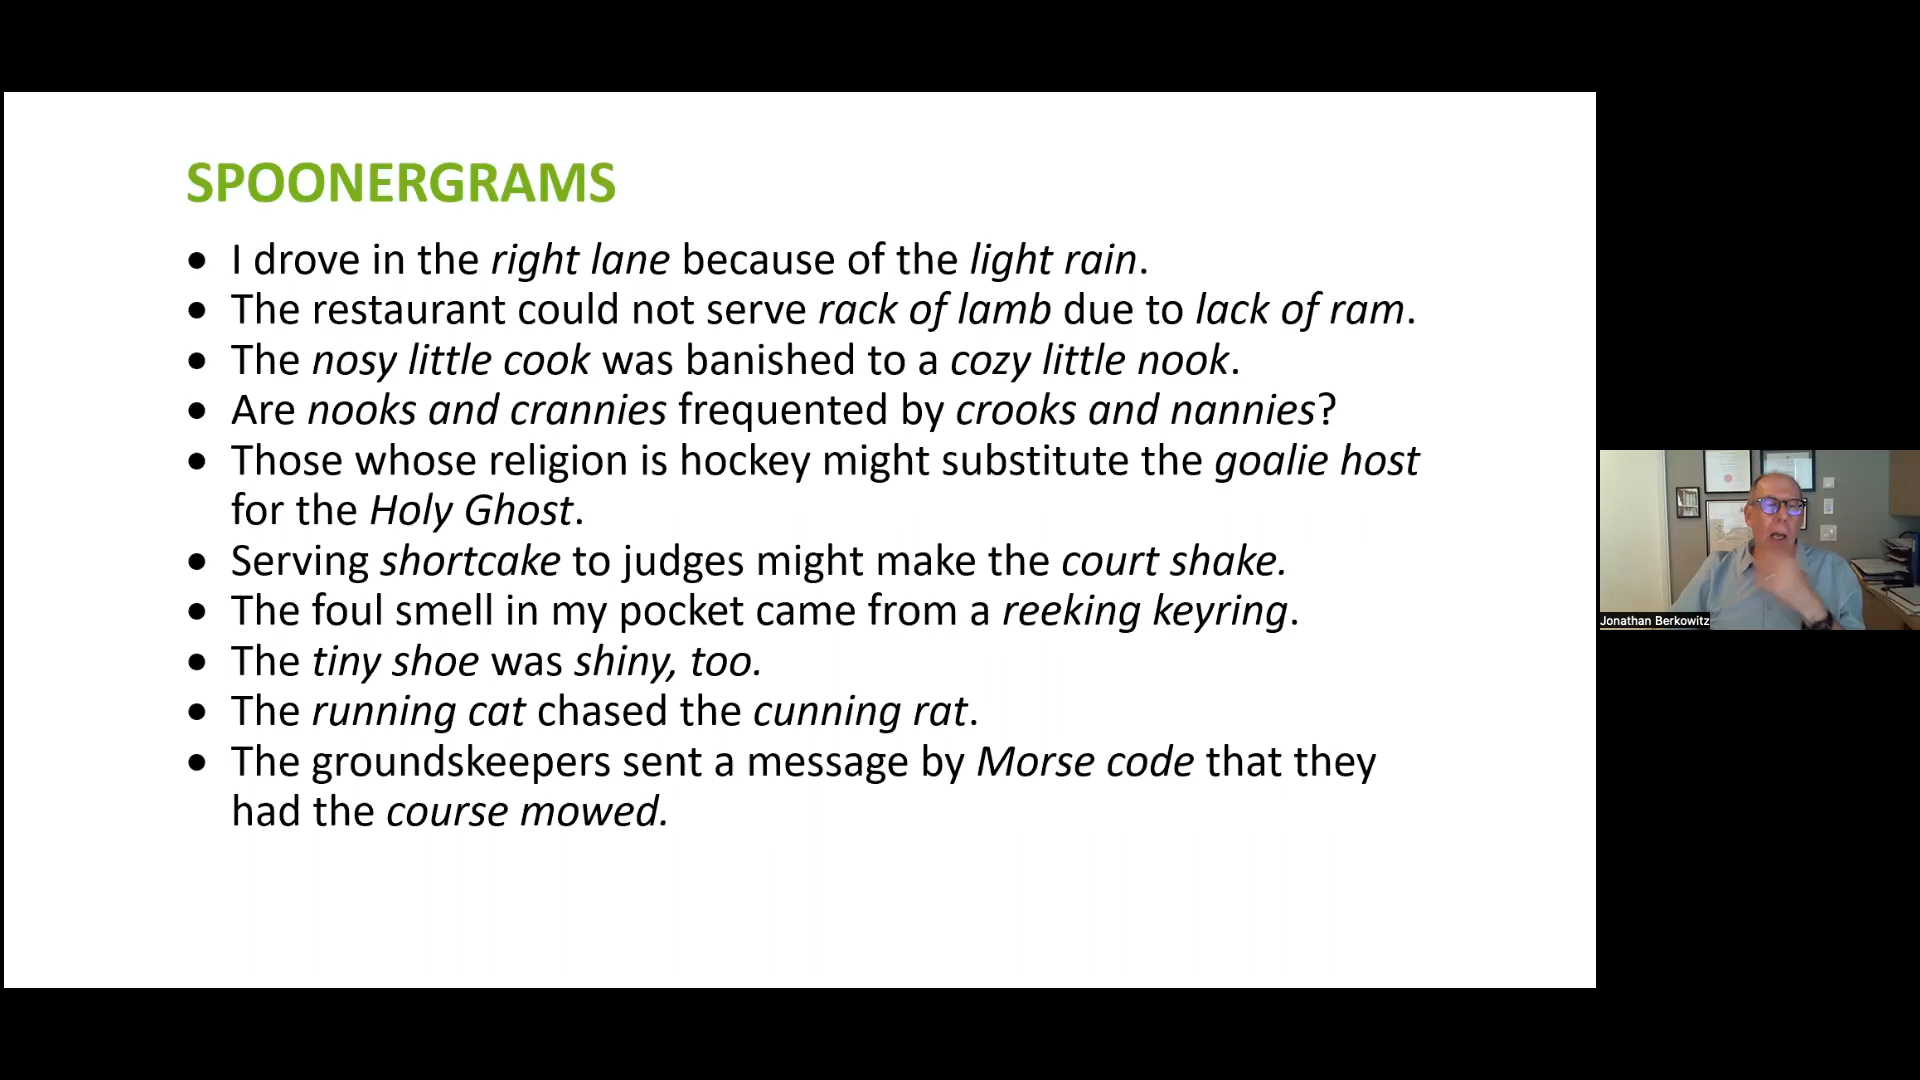 SPOONERGRAMS
• I drove in the right lane because of the light rain.
• The restaurant could not serve rack of lamb due to lack of ram.
• The nosy little cook was banished to a cozy little nook.
• Are nooks and crannies frequented by crooks and nannies?
• Those whose religion is hockey might substitute the goalie host
for the Holy Ghost.
• Serving shortcake to judges might make the court shake.
• The foul smell in my pocket came from a reeking keyring.
• The tiny shoe was shiny, too.
• The running cat chased the cunning rat.
• The groundskeepers sent a message by Morse code that they
had the course mowed.
Jonathan Berkowitz